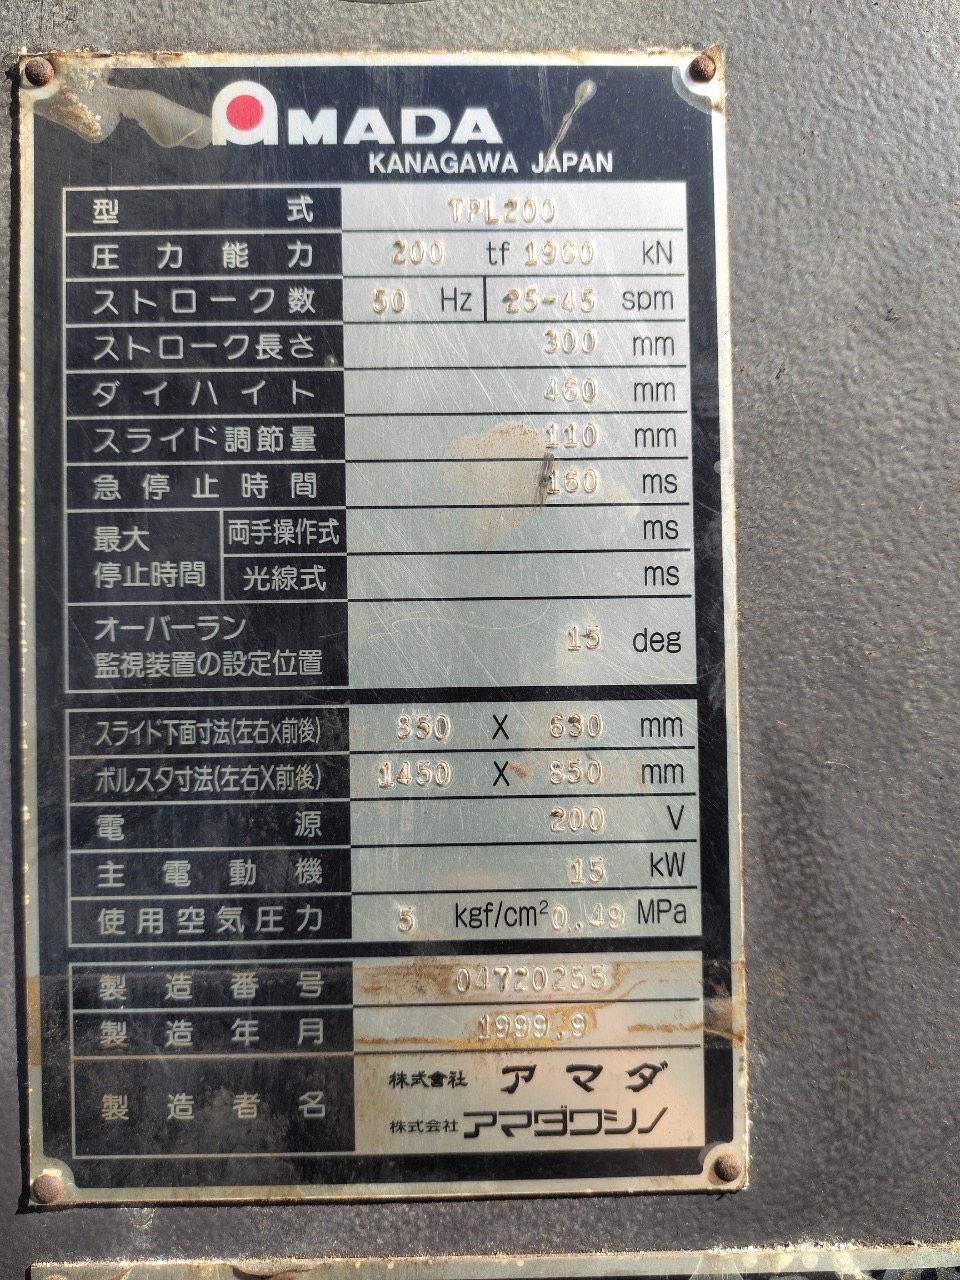 AMADA
KANAGAWA JAPAN
型式 TPL200
圧力能力 200 tf 1960 kN
ストローク数 50 Hz 25-45 spm
ストローク長さ 300 mm
ダイハイト 460 mm
スライド調節量 110 mm
急停止時間 160 ms
最大停止時間 両手操作式 ms
光線式 ms
オーバーラン
監視装置の設定位置 15 deg
スライド下面寸法(左右X前後) 850 X 630 mm
ボルスタ寸法(左右X前後) 1450 X 850 mm
電源 200 V
主電動機 15 kW
使用空気圧力 5 kgf/cm² 0.49 MPa
製造番号 04720255
製造年月 1999.9
製造者名 株式会社 アマダ
株式会社 アマダワシノ